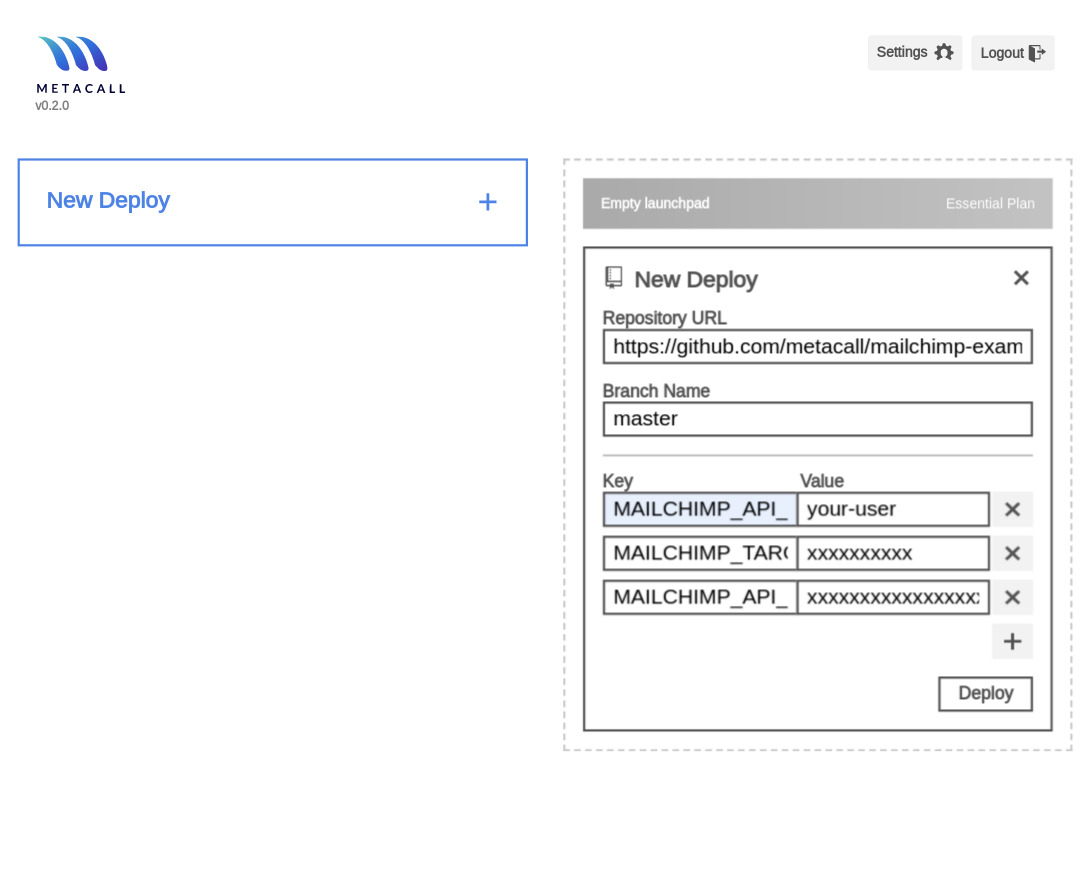 METACALL
v0.2.0
Settings
Logout
New Deploy
Empty launchpad
Essential Plan
New Deploy
Repository URL
https://github.com/metacall/mailchimp-exam
Branch Name
master
Key Value
MAILCHIMP_API_ your-user
MAILCHIMP_TAR xxxxxxxxxx
MAILCHIMP_API_ xxxxxxxxxxxxxxxx
Deploy